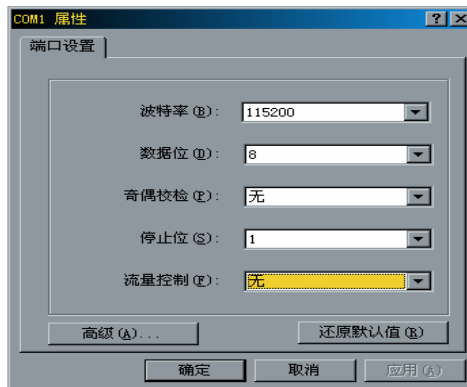 COM1 属性
端口设置
波特率(B): 115200
数据位(D): 8
奇偶校检(P): 无
停止位(S): 1
流量控制(F): 无
高级(A)... 还原默认值(R)
确定 取消 应用(A)